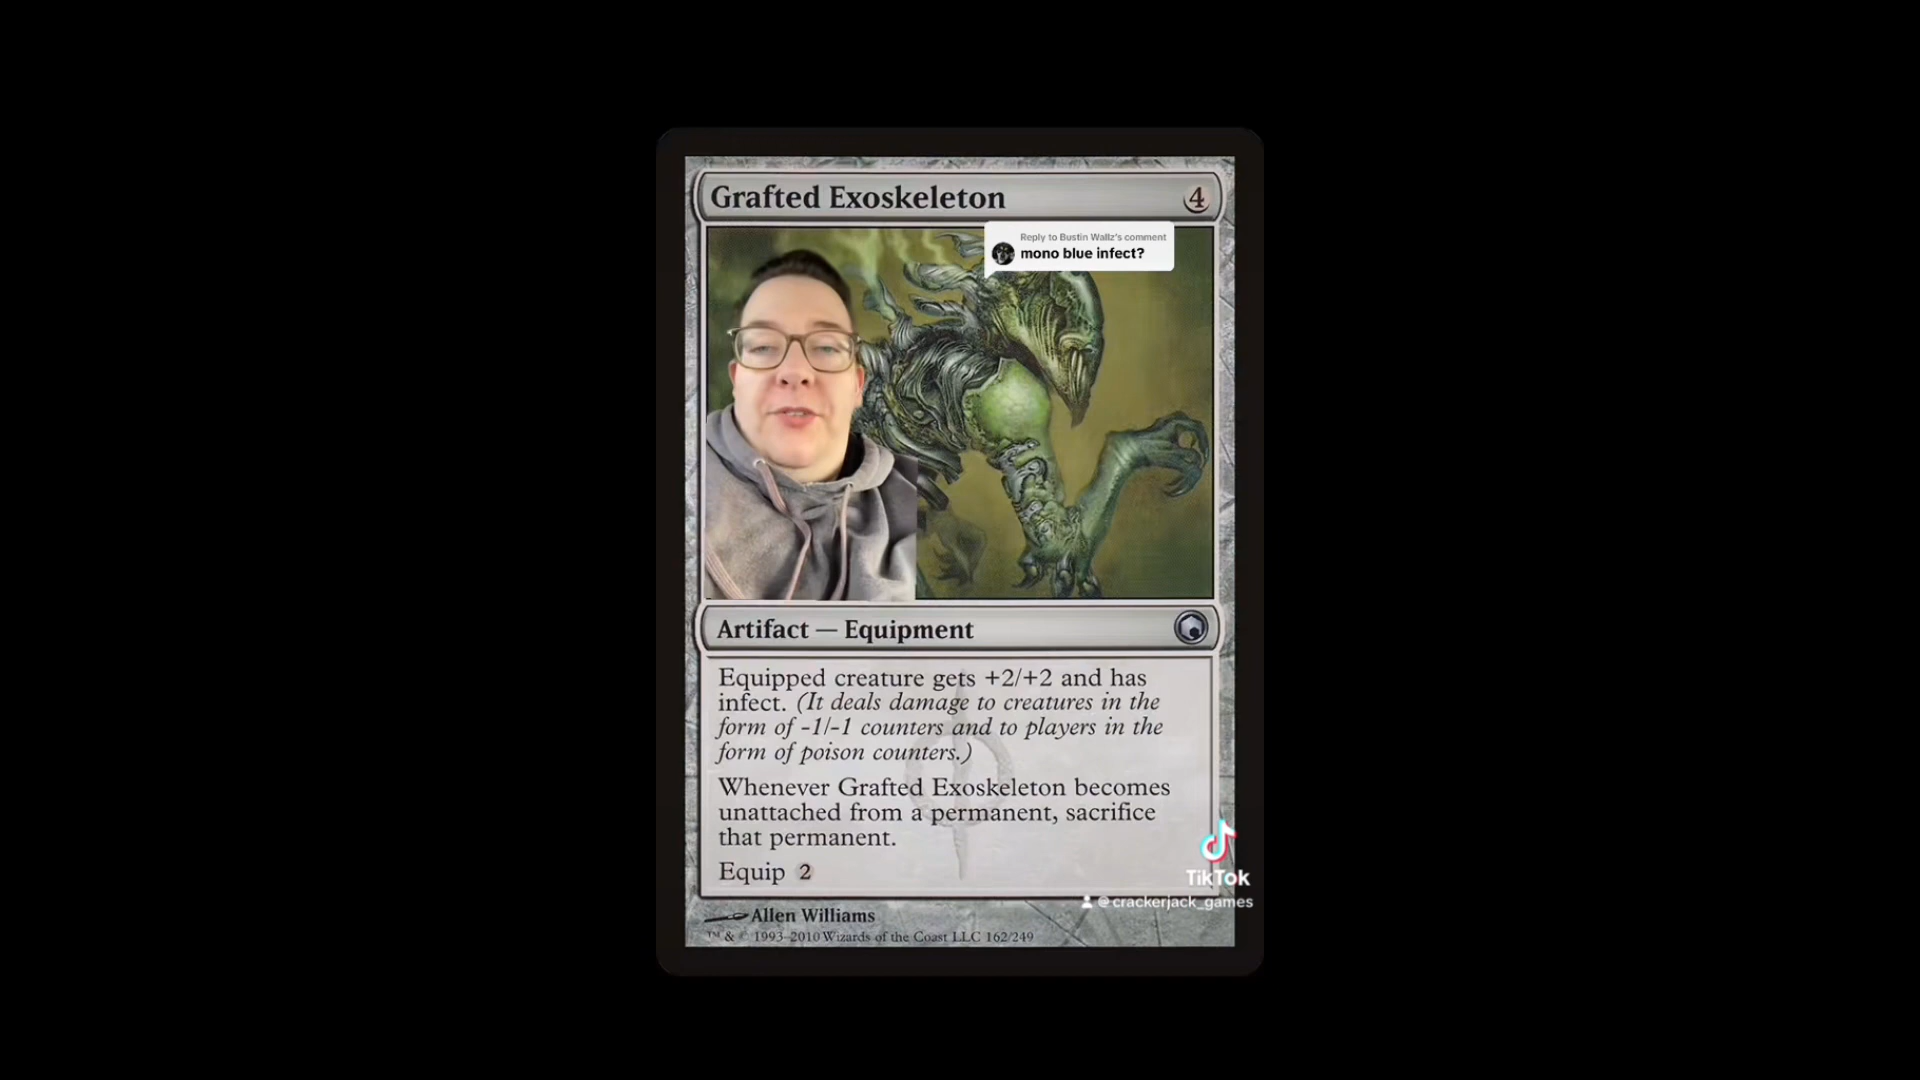 Grafted Exoskeleton 4
Reply to Bustin Wallz's comment
mono blue infect?
Artifact — Equipment
Equipped creature gets +2/+2 and has
infect. (It deals damage to creatures in the
form of -1/-1 counters and to players in the
form of poison counters.)
Whenever Grafted Exoskeleton becomes
unattached from a permanent, sacrifice
that permanent.
Equip 2
TikTok
@crackerjack_games
Allen Williams
™ & © 1993–2010 Wizards of the Coast LLC 162/249